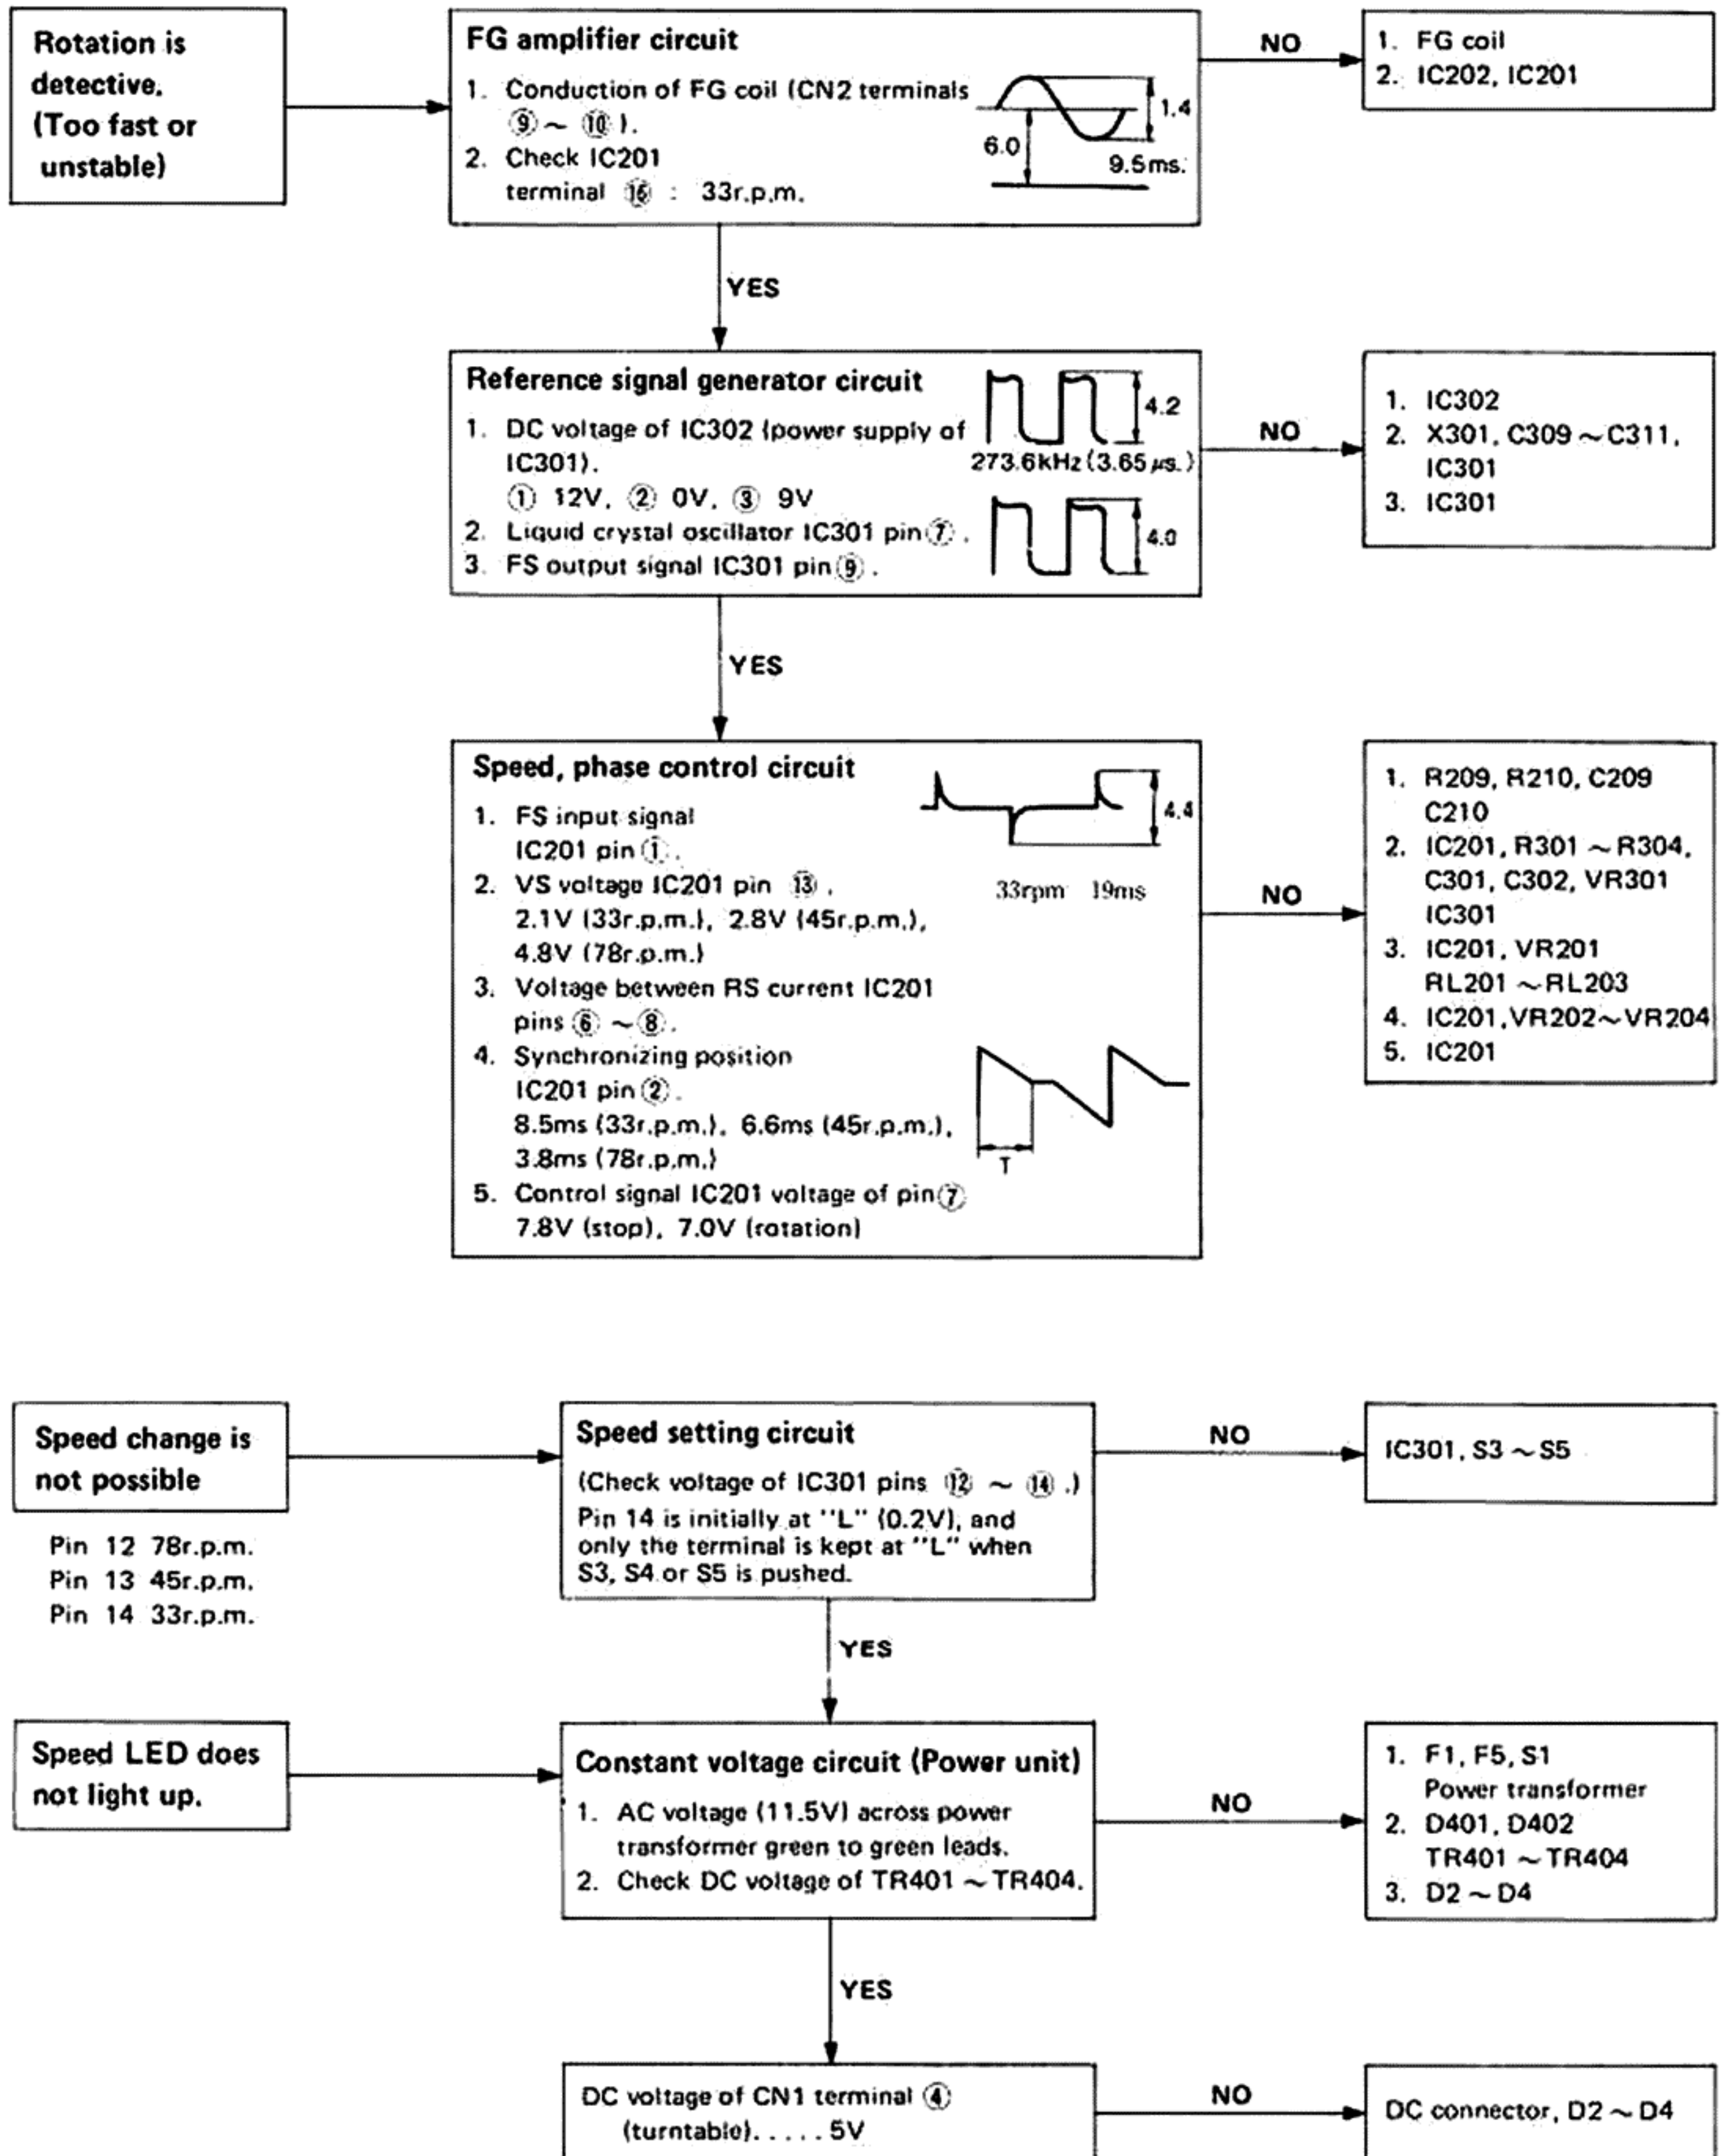 Rotation is
detective.
(Too fast or
unstable)
FG amplifier circuit
1. Conduction of FG coil (CN2 terminals
⑨ ~ ⑩ ).
2. Check IC201
terminal ⑯ : 33r.p.m.
1.4
6.0
9.5ms.
NO
1. FG coil
2. IC202, IC201
YES
Reference signal generator circuit
1. DC voltage of IC302 (power supply of
IC301).
① 12V, ② 0V, ③ 9V
2. Liquid crystal oscillator IC301 pin ⑦ .
3. FS output signal IC301 pin ⑨ .
4.2
273.6kHz (3.65 µs.)
4.0
NO
1. IC302
2. X301, C309 ~ C311,
IC301
3. IC301
YES
Speed, phase control circuit
1. FS input signal
IC201 pin ① .
2. VS voltage IC201 pin ⑬ .
2.1V (33r.p.m.), 2.8V (45r.p.m.),
4.8V (78r.p.m.)
3. Voltage between RS current IC201
pins ⑥ ~ ⑧ .
4. Synchronizing position
IC201 pin ② .
8.5ms (33r.p.m.), 6.6ms (45r.p.m.),
3.8ms (78r.p.m.)
5. Control signal IC201 voltage of pin ⑦
7.8V (stop), 7.0V (rotation)
4.4
33rpm 19ms
T
NO
1. R209, R210, C209
C210
2. IC201, R301 ~ R304,
C301, C302, VR301
IC301
3. IC201, VR201
RL201 ~ RL203
4. IC201, VR202 ~ VR204
5. IC201
Speed change is
not possible
Pin 12 78r.p.m.
Pin 13 45r.p.m.
Pin 14 33r.p.m.
Speed setting circuit
(Check voltage of IC301 pins ⑫ ~ ⑭ .)
Pin 14 is initially at "L" (0.2V), and
only the terminal is kept at "L" when
S3, S4 or S5 is pushed.
NO
IC301, S3 ~ S5
YES
Speed LED does
not light up.
Constant voltage circuit (Power unit)
1. AC voltage (11.5V) across power
transformer green to green leads.
2. Check DC voltage of TR401 ~ TR404.
NO
1. F1, F5, S1
Power transformer
2. D401, D402
TR401 ~ TR404
3. D2 ~ D4
YES
DC voltage of CN1 terminal ④
(turntable). . . . . 5V
NO
DC connector, D2 ~ D4